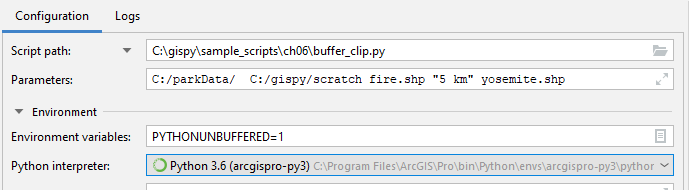 Configuration Logs
Script path: C:\gispy\sample_scripts\ch06\buffer_clip.py
Parameters: C:/parkData/  C:/gispy/scratch fire.shp "5 km" yosemite.shp
Environment
Environment variables: PYTHONUNBUFFERED=1
Python interpreter: Python 3.6 (arcgispro-py3) C:\Program Files\ArcGIS\Pro\bin\Python\envs\arcgispro-py3\python